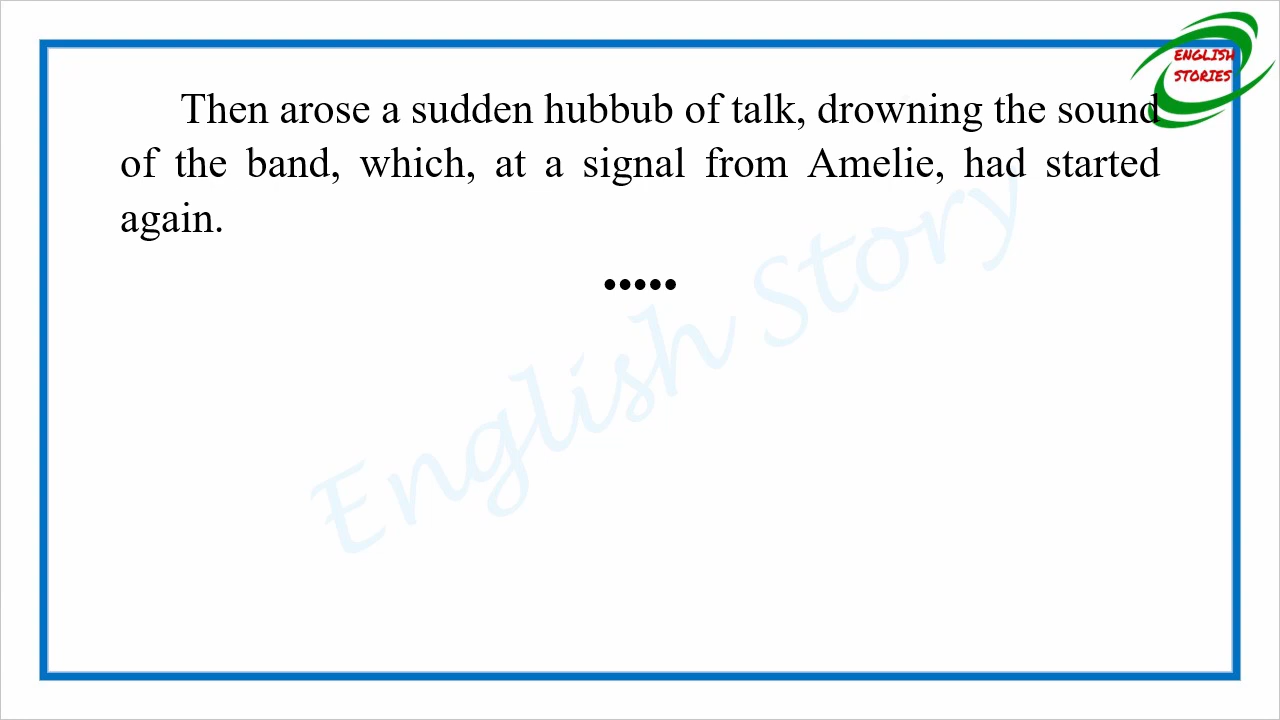 ENGLISH
STORIES
Then arose a sudden hubbub of talk, drowning the sound
of the band, which, at a signal from Amelie, had started
again.
•••••
English Story